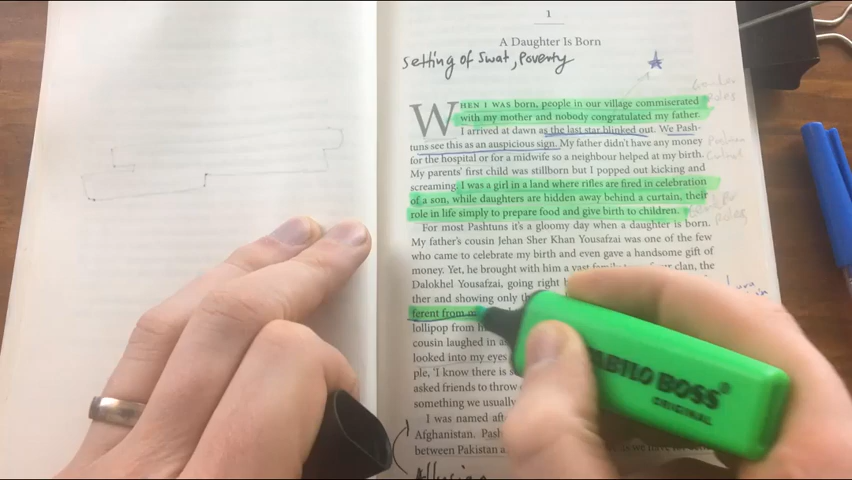 1
A Daughter Is Born
Setting of Swat, Poverty
WHEN I WAS born, people in our village commiserated
with my mother and nobody congratulated my father.
I arrived at dawn as the last star blinked out. We Pash-
tuns see this as an auspicious sign. My father didn't have any money
for the hospital or for a midwife so a neighbour helped at my birth.
My parents' first child was stillborn but I popped out kicking and
screaming. I was a girl in a land where rifles are fired in celebration
of a son, while daughters are hidden away behind a curtain, their
role in life simply to prepare food and give birth to children.
For most Pashtuns it's a gloomy day when a daughter is born.
My father's cousin Jehan Sher Khan Yousafzai was one of the few
who came to celebrate my birth and even gave a handsome gift of
money. Yet, he brought with him a vast family tree of our clan, the
Dalokhel Yousafzai, going right
ther and showing only
ferent from
lollipop from
cousin laughed in
looked into my eyes
ple, 'I know there is
asked friends to throw
something we usually
I was named
Afghanistan.
between Pakistan
Allusion
STABILO BOSS
ORIGINAL